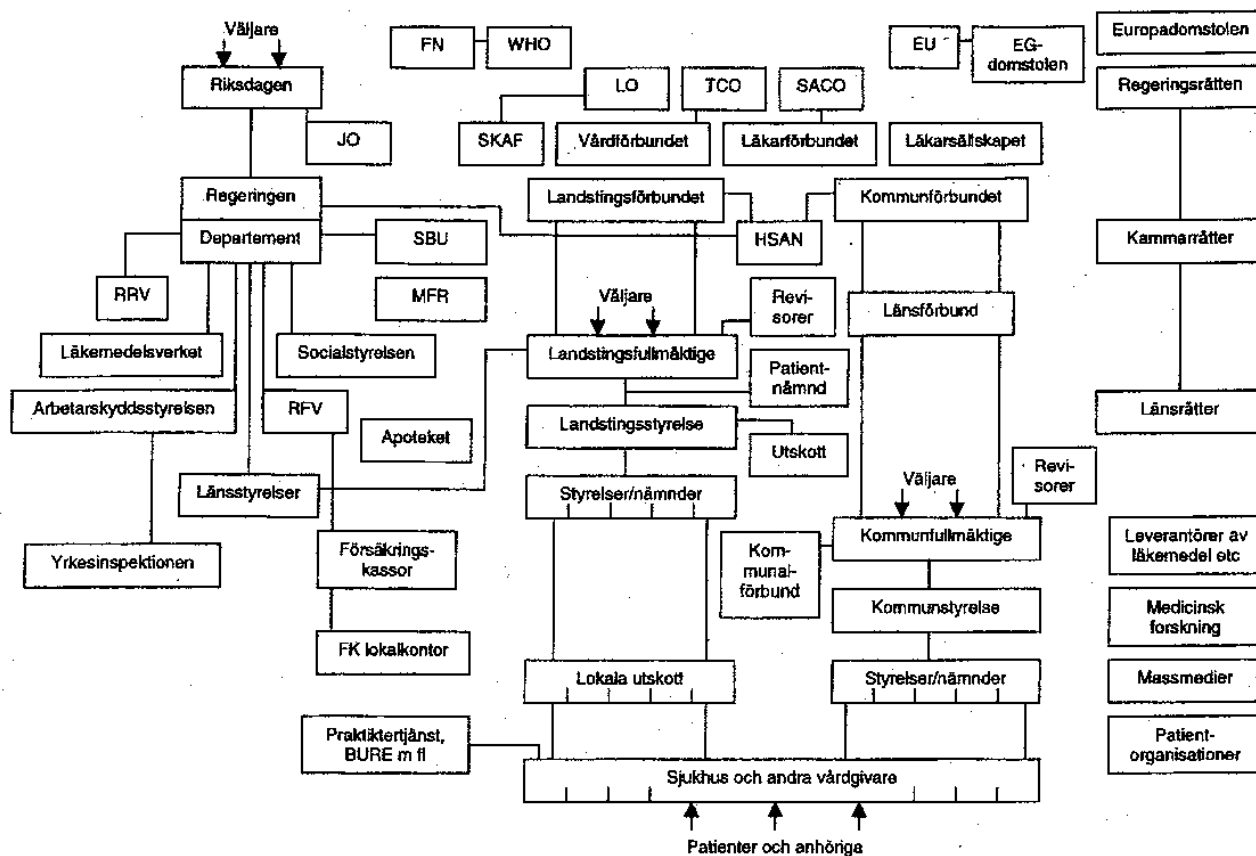 Väljare
FN
WHO
EU
EG-
domstolen
Europadomstolen
Riksdagen
LO
TCO
SACO
Regeringsrätten
JO
SKAF
Vårdförbundet
Läkarförbundet
Läkarsällskapet
Regeringen
Landstingsförbundet
Kommunförbundet
Departement
SBU
HSAN
Kammarrätter
RRV
MFR
Väljare
Revi-
sorer
Länsförbund
Läkemedelsverket
Socialstyrelsen
Landstingsfullmäktige
Patient-
nämnd
Arbetarskyddsstyrelsen
RFV
Apoteket
Landstingsstyrelse
Utskott
Länsrätter
Länsstyrelser
Styrelser/nämnder
Väljare
Revi-
sorer
Yrkesinspektionen
Försäkrings-
kassor
Kom-
munal-
förbund
Kommunfullmäktige
Leverantörer av
läkemedel etc
Kommunstyrelse
Medicinsk
forskning
FK lokalkontor
Lokala utskott
Styrelser/nämnder
Massmedier
Praktiktertjänst,
BURE m fl
Patient-
organisationer
Sjukhus och andra vårdgivare
Patienter och anhöriga